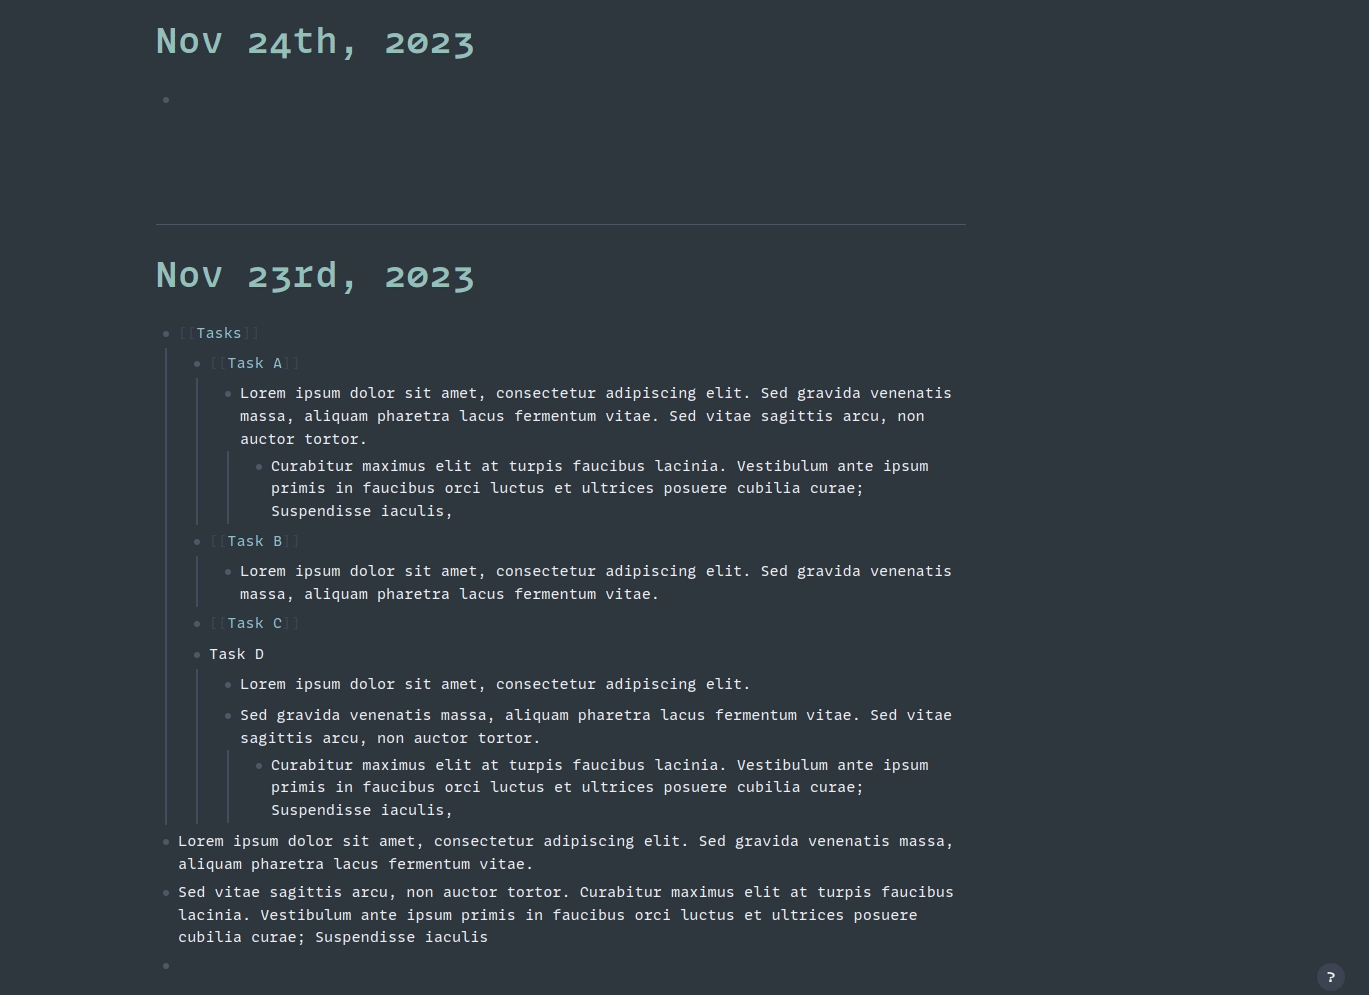 Nov 24th, 2023
Nov 23rd, 2023
[[Tasks]]
[[Task A]]
Lorem ipsum dolor sit amet, consectetur adipiscing elit. Sed gravida venenatis
massa, aliquam pharetra lacus fermentum vitae. Sed vitae sagittis arcu, non
auctor tortor.
Curabitur maximus elit at turpis faucibus lacinia. Vestibulum ante ipsum
primis in faucibus orci luctus et ultrices posuere cubilia curae;
Suspendisse iaculis,
[[Task B]]
Lorem ipsum dolor sit amet, consectetur adipiscing elit. Sed gravida venenatis
massa, aliquam pharetra lacus fermentum vitae.
[[Task C]]
Task D
Lorem ipsum dolor sit amet, consectetur adipiscing elit.
Sed gravida venenatis massa, aliquam pharetra lacus fermentum vitae. Sed vitae
sagittis arcu, non auctor tortor.
Curabitur maximus elit at turpis faucibus lacinia. Vestibulum ante ipsum
primis in faucibus orci luctus et ultrices posuere cubilia curae;
Suspendisse iaculis,
Lorem ipsum dolor sit amet, consectetur adipiscing elit. Sed gravida venenatis massa,
aliquam pharetra lacus fermentum vitae.
Sed vitae sagittis arcu, non auctor tortor. Curabitur maximus elit at turpis faucibus
lacinia. Vestibulum ante ipsum primis in faucibus orci luctus et ultrices posuere
cubilia curae; Suspendisse iaculis
?